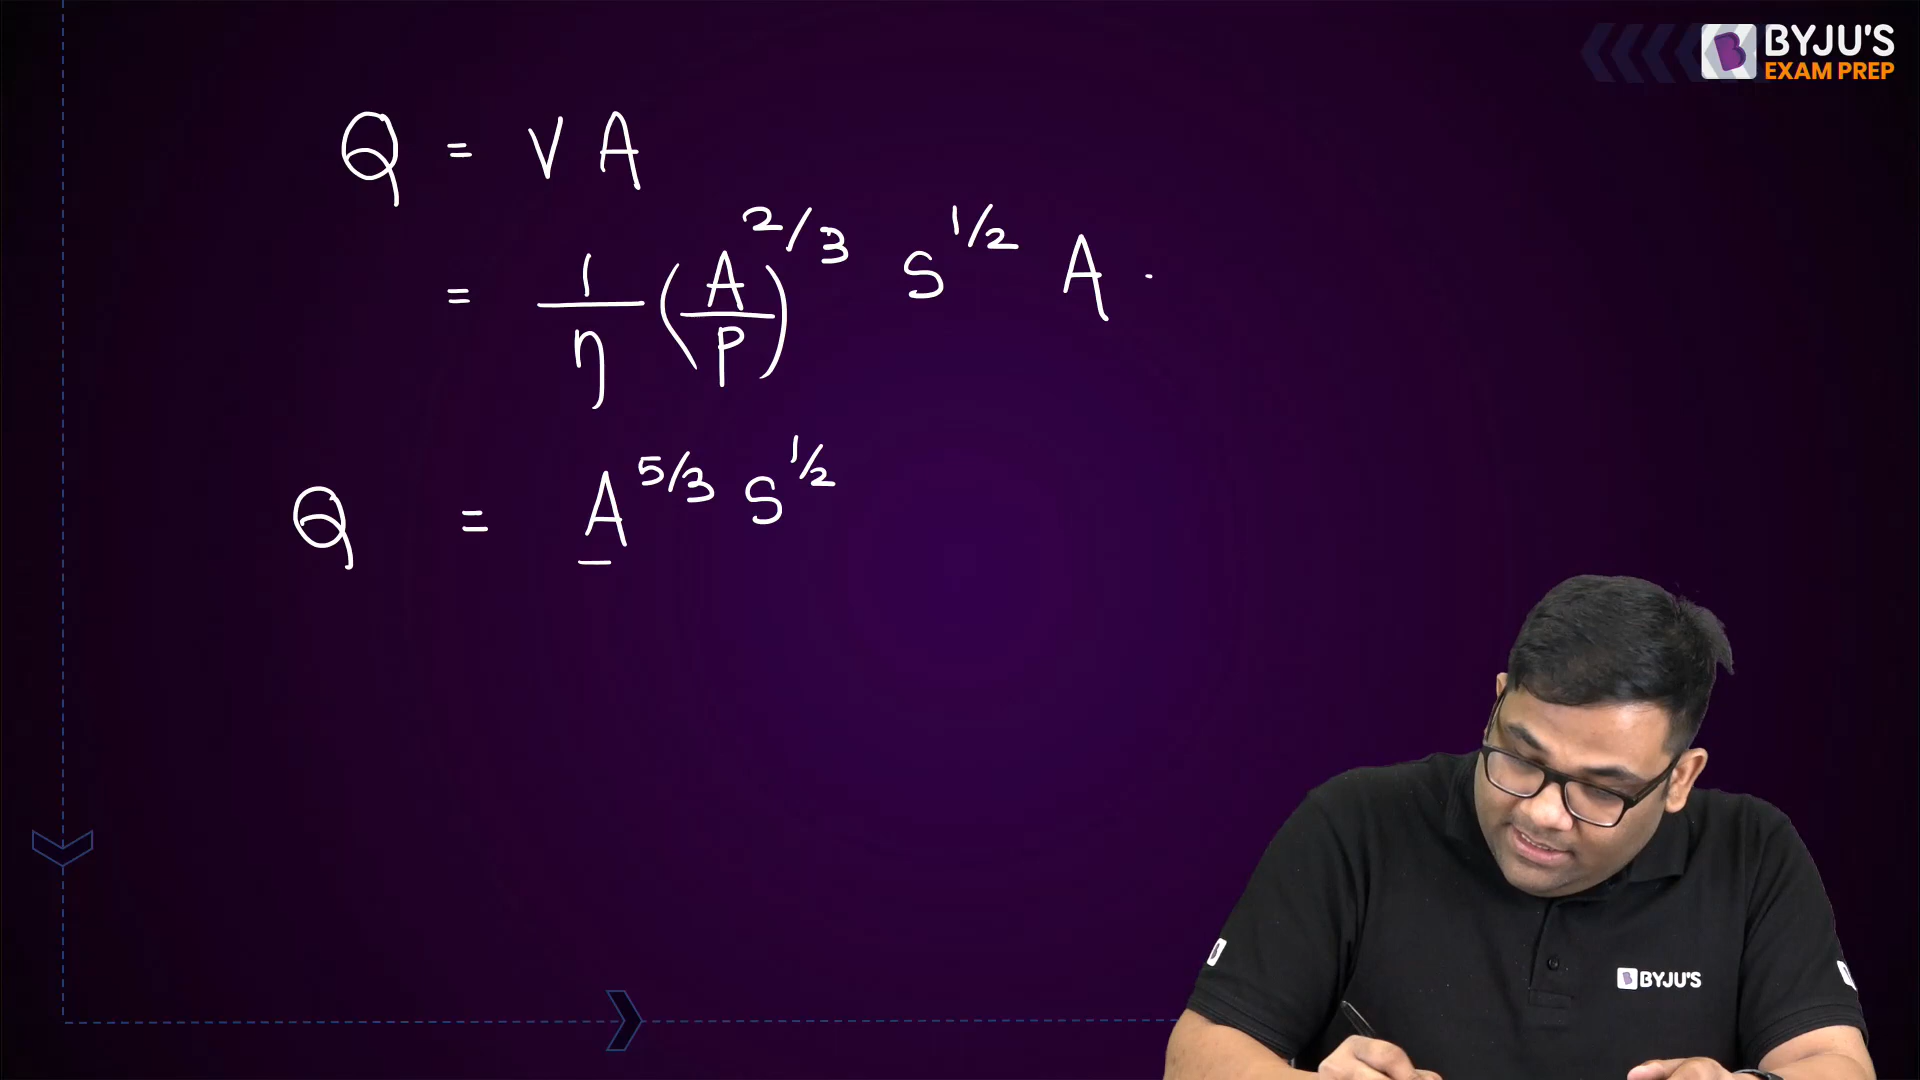 BYJU'S
EXAM PREP
Q = V A
= 1/η (A/P)^2/3 S^1/2 A .
Q = A^5/3 S^1/2
BYJU'S